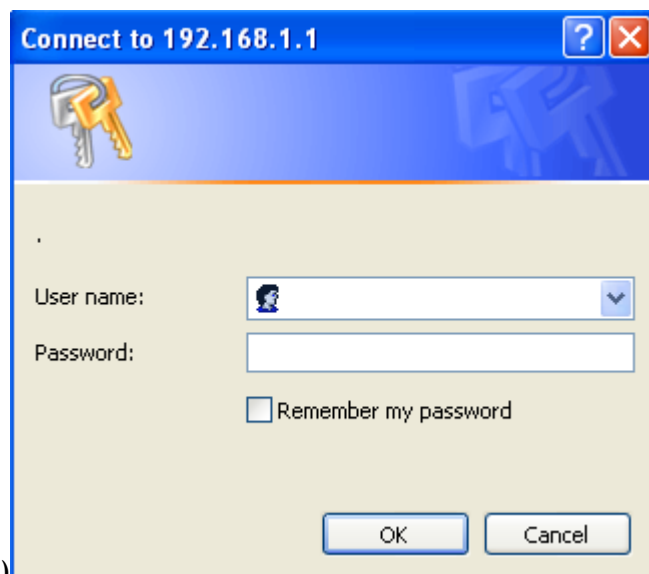 Connect to 192.168.1.1
?
.
User name:
Password:
Remember my password
OK Cancel
)